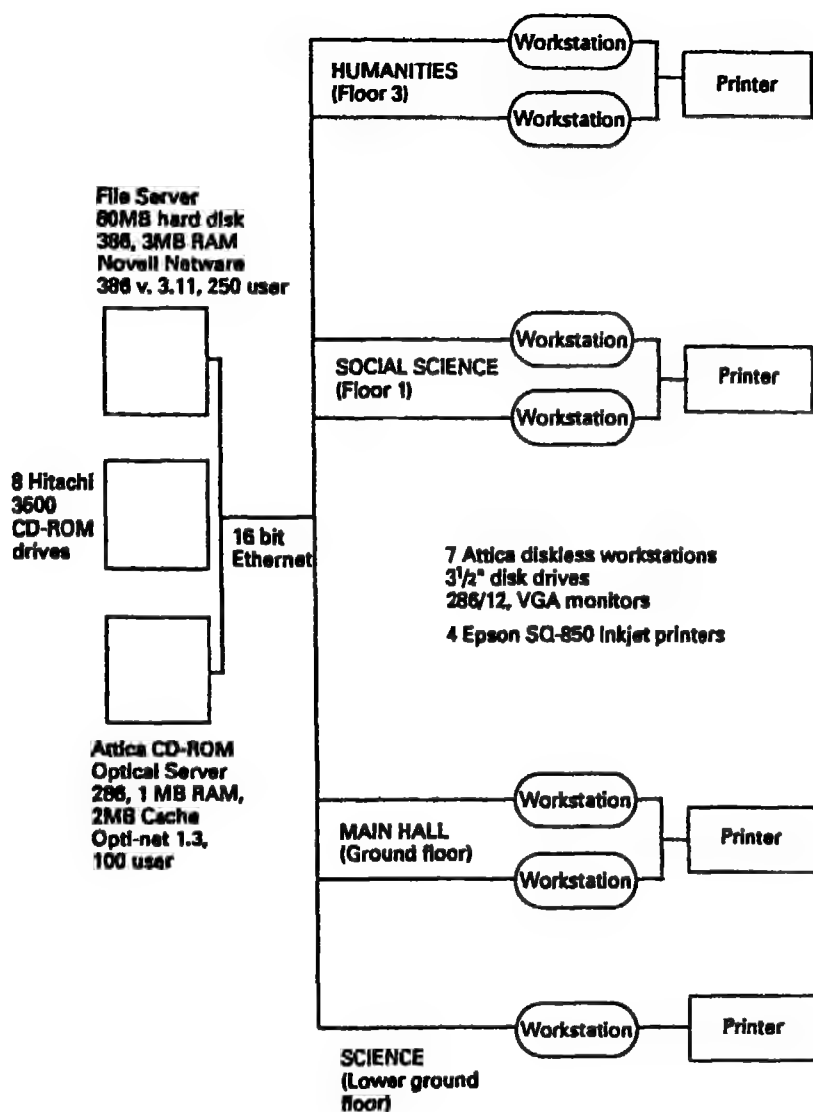 Workstation
HUMANITIES
(Floor 3)
Workstation
Printer
File Server
80MB hard disk
386, 3MB RAM
Novell Netware
386 v. 3.11, 250 user
Workstation
SOCIAL SCIENCE
(Floor 1)
Workstation
Printer
8 Hitachi
3600
CD-ROM
drives
16 bit
Ethernet
7 Attica diskless workstations
3½" disk drives
286/12, VGA monitors
4 Epson SQ-850 Inkjet printers
Attica CD-ROM
Optical Server
286, 1 MB RAM,
2MB Cache
Opti-net 1.3,
100 user
Workstation
MAIN HALL
(Ground floor)
Workstation
Printer
Workstation
Printer
SCIENCE
(Lower ground
floor)